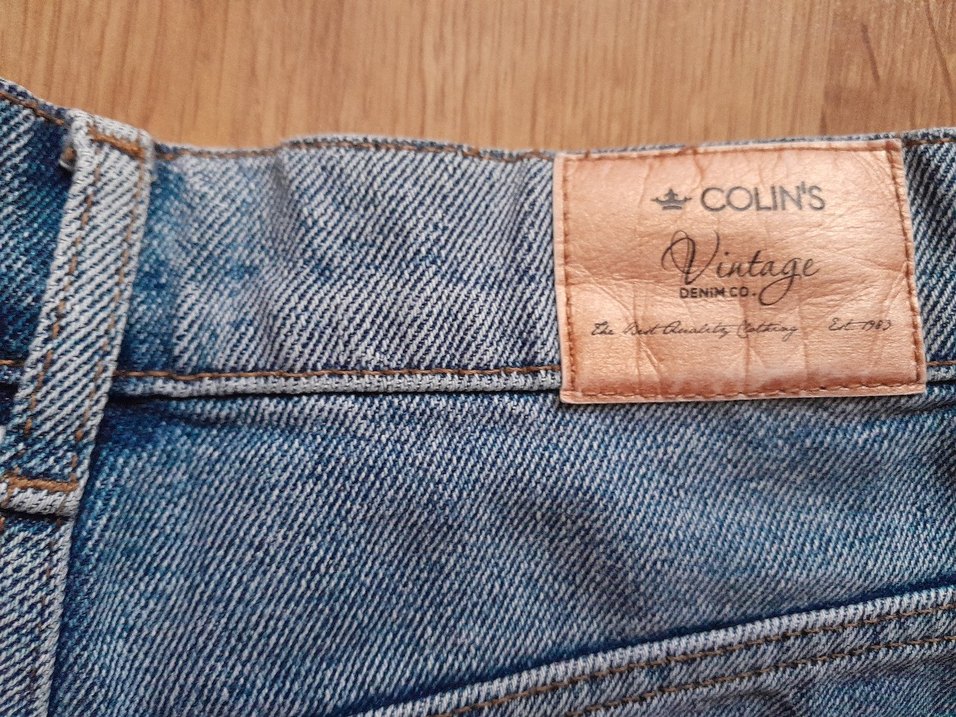 COLIN'S
Vintage
DENIM CO.
The Best Quality Clothing Est. 1983